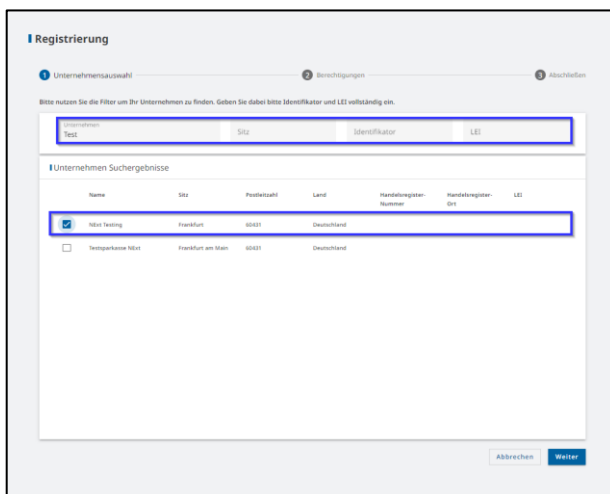 Registrierung
1 Unternehmensauswahl 2 Berechtigungen 3 Abschließen
Bitte nutzen Sie die Filter um Ihr Unternehmen zu finden. Geben Sie dabei bitte Identifikator und LEI vollständig ein.
Unternehmen
Test Sitz Identifikator LEI
Unternehmen Suchergebnisse
Name Sitz Postleitzahl Land Handelsregister- Handelsregister- LEI
Nummer Ort
NExt Testing Frankfurt 60431 Deutschland
Testsparkasse NExt Frankfurt am Main 60431 Deutschland
Abbrechen Weiter